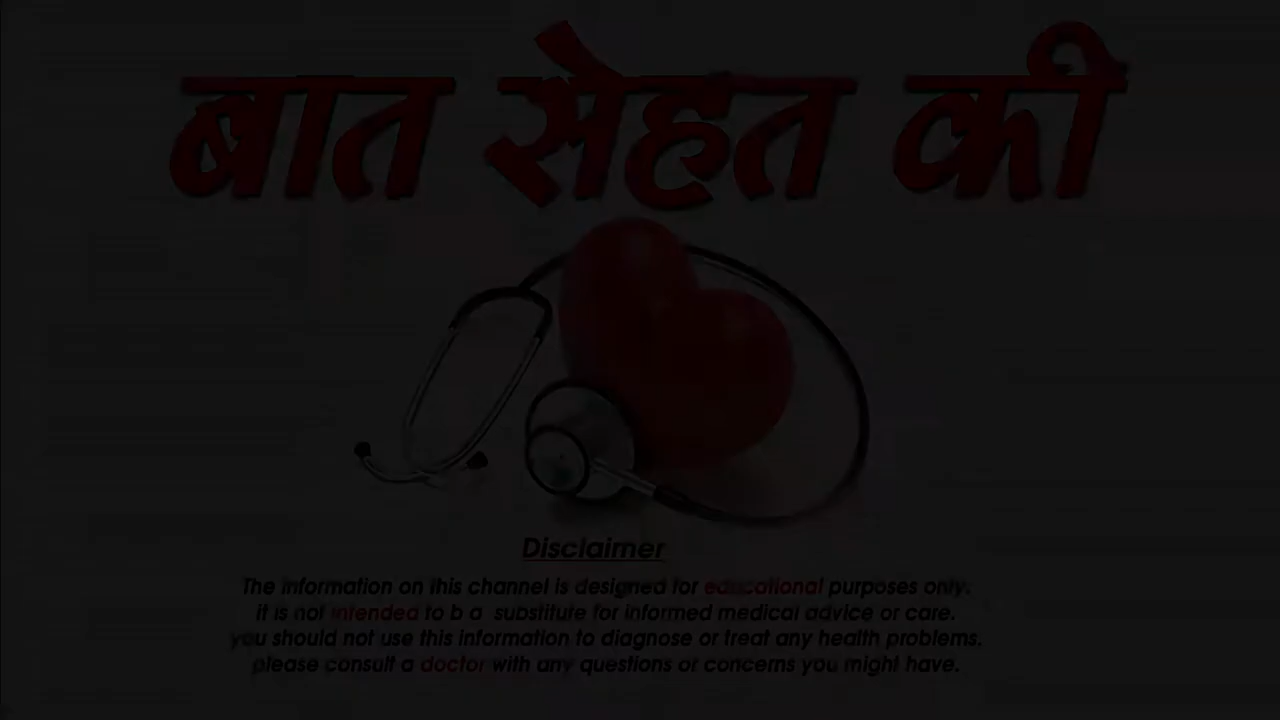 बात सेहत की
Disclaimer
The information on this channel is designed for educational purposes only.
it is not intended to b a substitute for informed medical advice or care.
you should not use this information to diagnose or treat any health problems.
please consult a doctor with any questions or concerns you might have.